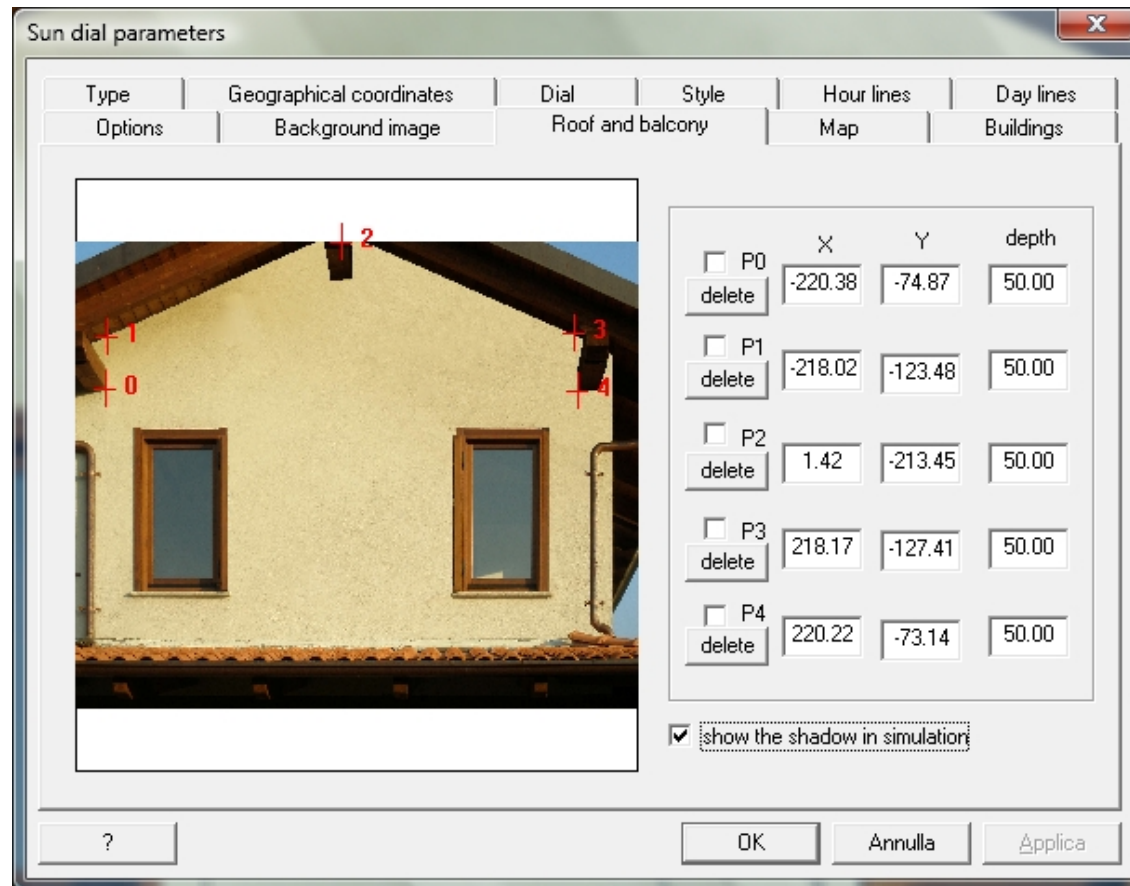 Sun dial parameters
Type Geographical coordinates Dial Style Hour lines Day lines
Options Background image Roof and balcony Map Buildings
2
1
3
0
4
X Y depth
P0
delete -220.38 -74.87 50.00
P1
delete -218.02 -123.48 50.00
P2
delete 1.42 -213.45 50.00
P3
delete 218.17 -127.41 50.00
P4
delete 220.22 -73.14 50.00
show the shadow in simulation
? OK Annulla Applica